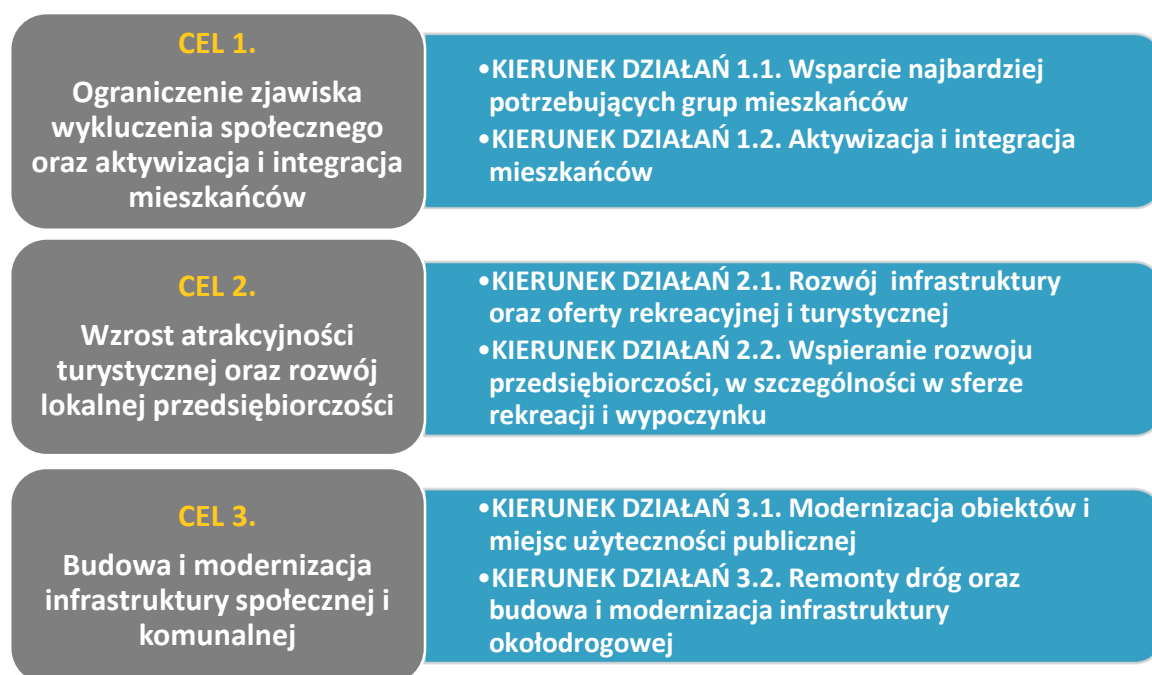 CEL 1.
Ograniczenie zjawiska
wykluczenia społecznego
oraz aktywizacja i integracja
mieszkańców
•KIERUNEK DZIAŁAŃ 1.1. Wsparcie najbardziej
potrzebujących grup mieszkańców
•KIERUNEK DZIAŁAŃ 1.2. Aktywizacja i integracja
mieszkańców
CEL 2.
Wzrost atrakcyjności
turystycznej oraz rozwój
lokalnej przedsiębiorczości
•KIERUNEK DZIAŁAŃ 2.1. Rozwój infrastruktury
oraz oferty rekreacyjnej i turystycznej
•KIERUNEK DZIAŁAŃ 2.2. Wspieranie rozwoju
przedsiębiorczości, w szczególności w sferze
rekreacji i wypoczynku
CEL 3.
Budowa i modernizacja
infrastruktury społecznej i
komunalnej
•KIERUNEK DZIAŁAŃ 3.1. Modernizacja obiektów i
miejsc użyteczności publicznej
•KIERUNEK DZIAŁAŃ 3.2. Remonty dróg oraz
budowa i modernizacja infrastruktury
okołodrogowej